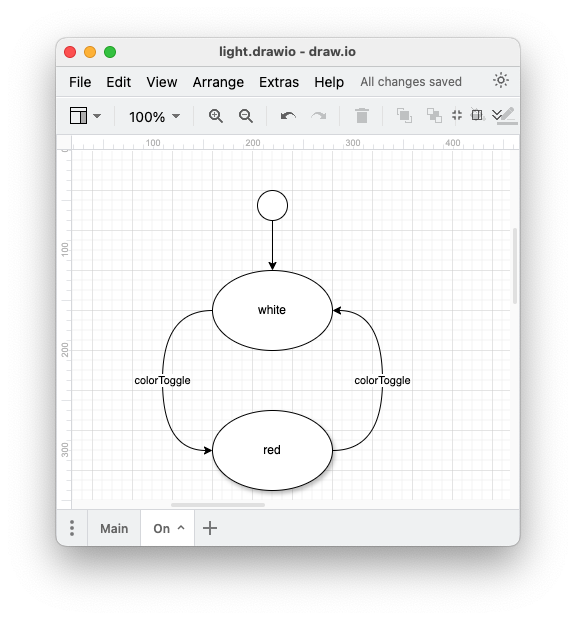 light.drawio - draw.io
File Edit View Arrange Extras Help All changes saved
100%
100 200 300 400
100
200
300
white
colorToggle
colorToggle
red
Main On